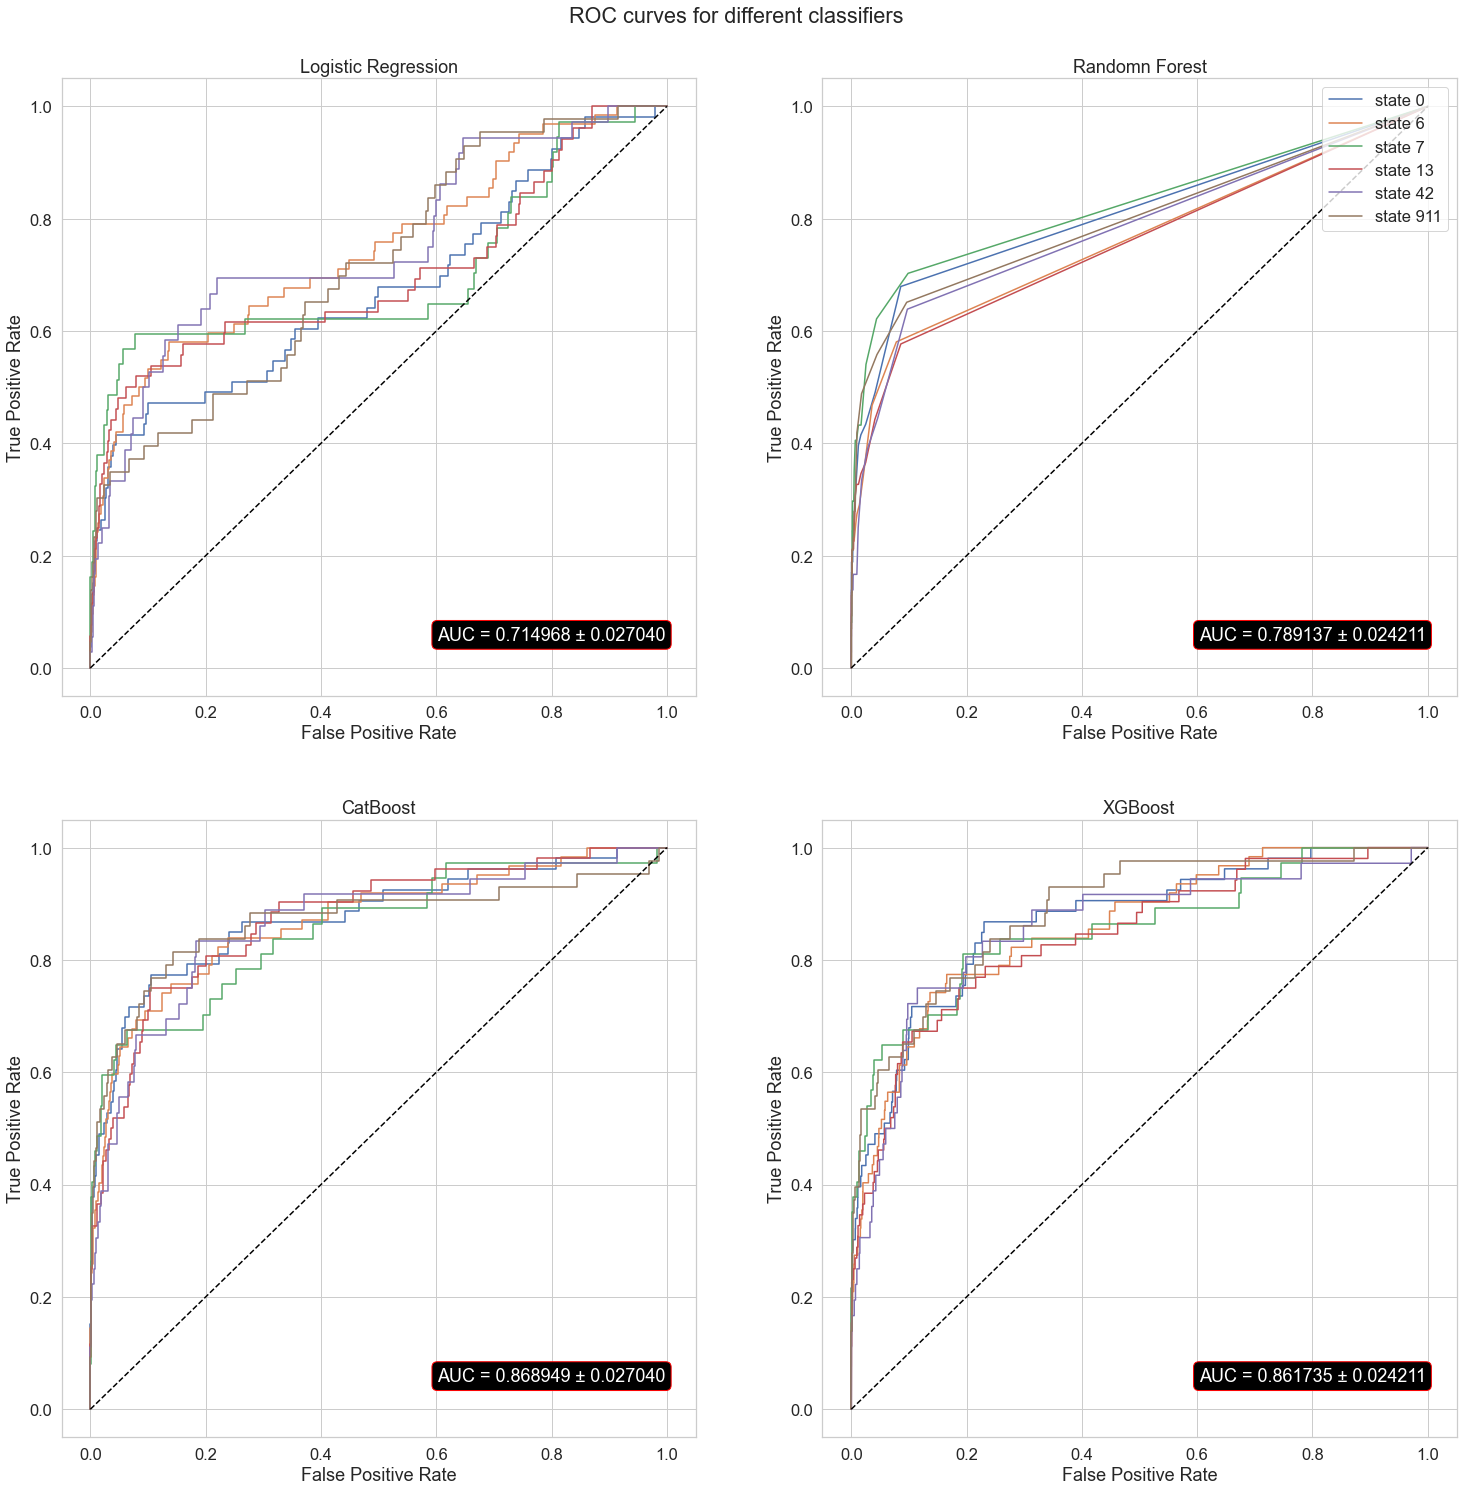 ROC curves for different classifiers
Logistic Regression
1.0
0.8
0.6
0.4
0.2
0.0
True Positive Rate
AUC = 0.714968 ± 0.027040
0.0 0.2 0.4 0.6 0.8 1.0
False Positive Rate
Randomn Forest
1.0
0.8
0.6
0.4
0.2
0.0
True Positive Rate
state 0
state 6
state 7
state 13
state 42
state 911
AUC = 0.789137 ± 0.024211
0.0 0.2 0.4 0.6 0.8 1.0
False Positive Rate
CatBoost
1.0
0.8
0.6
0.4
0.2
0.0
True Positive Rate
AUC = 0.868949 ± 0.027040
0.0 0.2 0.4 0.6 0.8 1.0
False Positive Rate
XGBoost
1.0
0.8
0.6
0.4
0.2
0.0
True Positive Rate
AUC = 0.861735 ± 0.024211
0.0 0.2 0.4 0.6 0.8 1.0
False Positive Rate